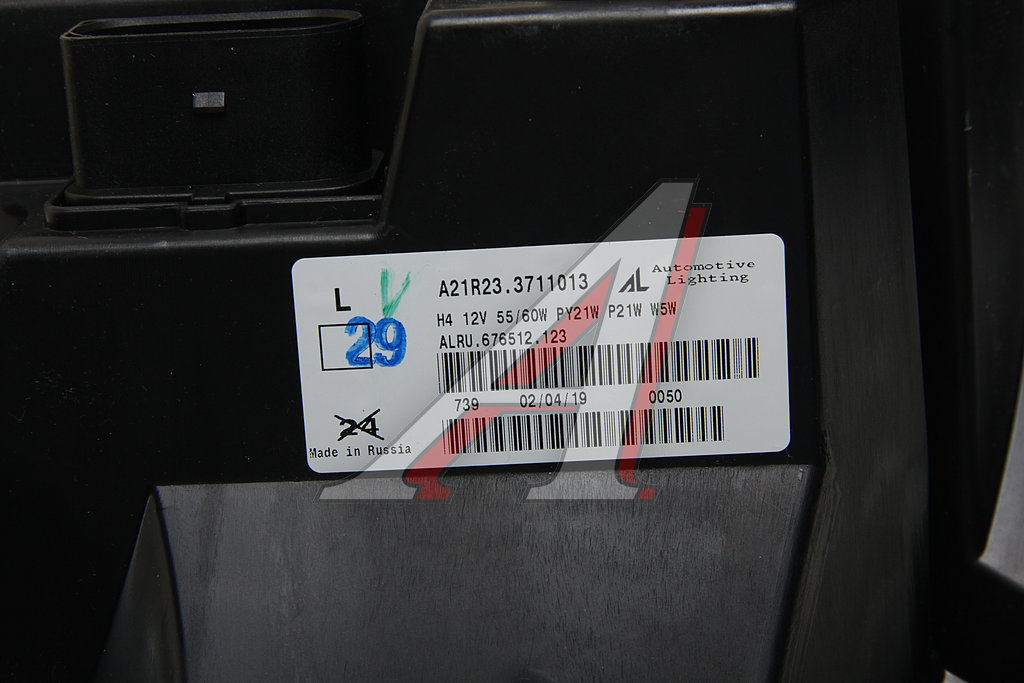 L V
29
24
Made in Russia
A21R23.3711013
AL Automotive
Lighting
H4 12V 55/60W PY21W P21W W5W
ALRU.676512.123
739 02/04/19 0050